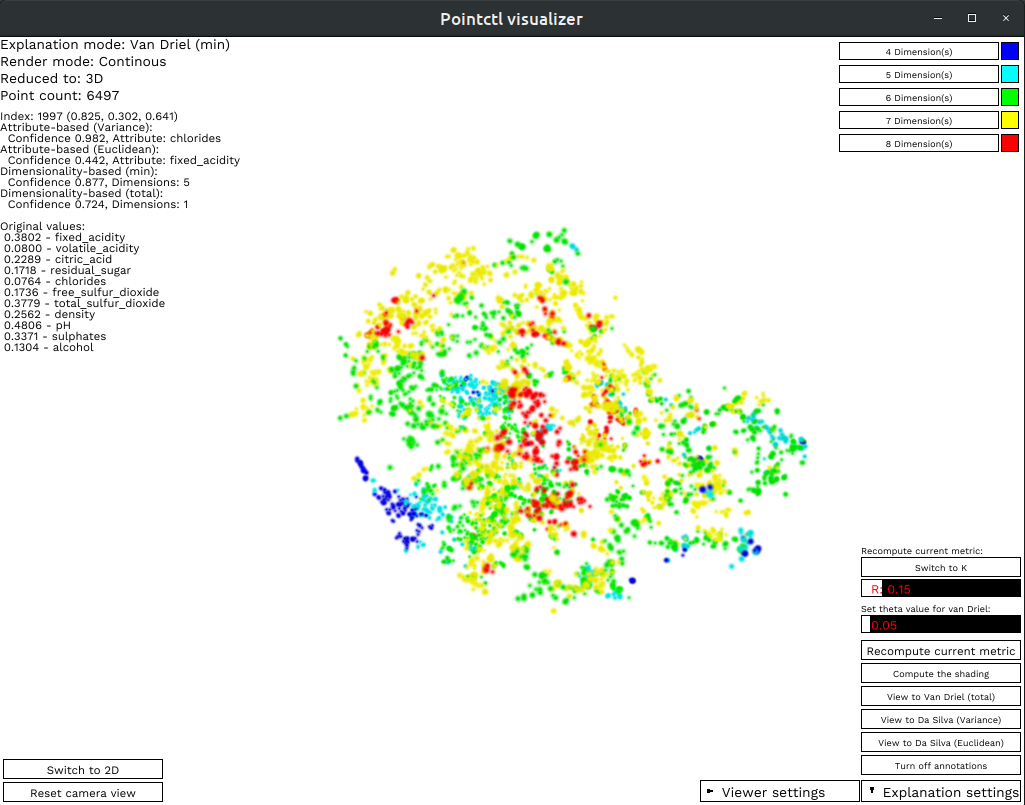 Pointctl visualizer
Explanation mode: Van Driel (min)
Render mode: Continous
Reduced to: 3D
Point count: 6497
Index: 1997 (0.825, 0.302, 0.641)
Attribute-based (Variance):
Confidence 0.982, Attribute: chlorides
Attribute-based (Euclidean):
Confidence 0.442, Attribute: fixed_acidity
Dimensionality-based (min):
Confidence 0.877, Dimensions: 5
Dimensionality-based (total):
Confidence 0.724, Dimensions: 1
Original values:
0.3802 - fixed_acidity
0.0800 - volatile_acidity
0.2289 - citric_acid
0.1718 - residual_sugar
0.0764 - chlorides
0.1736 - free_sulfur_dioxide
0.3779 - total_sulfur_dioxide
0.2562 - density
0.4806 - pH
0.3371 - sulphates
0.1304 - alcohol
4 Dimension(s)
5 Dimension(s)
6 Dimension(s)
7 Dimension(s)
8 Dimension(s)
Recompute current metric:
Switch to K
R: 0.15
Set theta value for van Driel:
0.05
Recompute current metric
Compute the shading
View to Van Driel (total)
View to Da Silva (Variance)
View to Da Silva (Euclidean)
Turn off annotations
Switch to 2D
Reset camera view
Viewer settings
Explanation settings